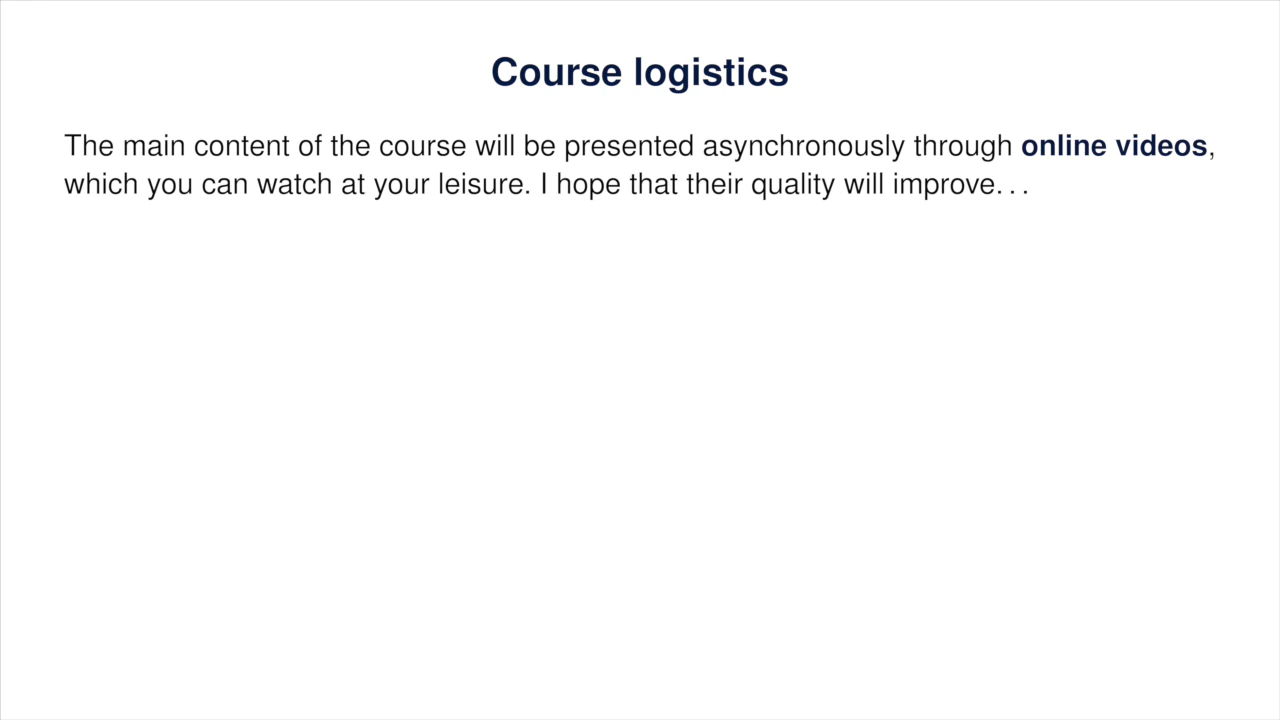 Course logistics
The main content of the course will be presented asynchronously through online videos,
which you can watch at your leisure. I hope that their quality will improve. . .